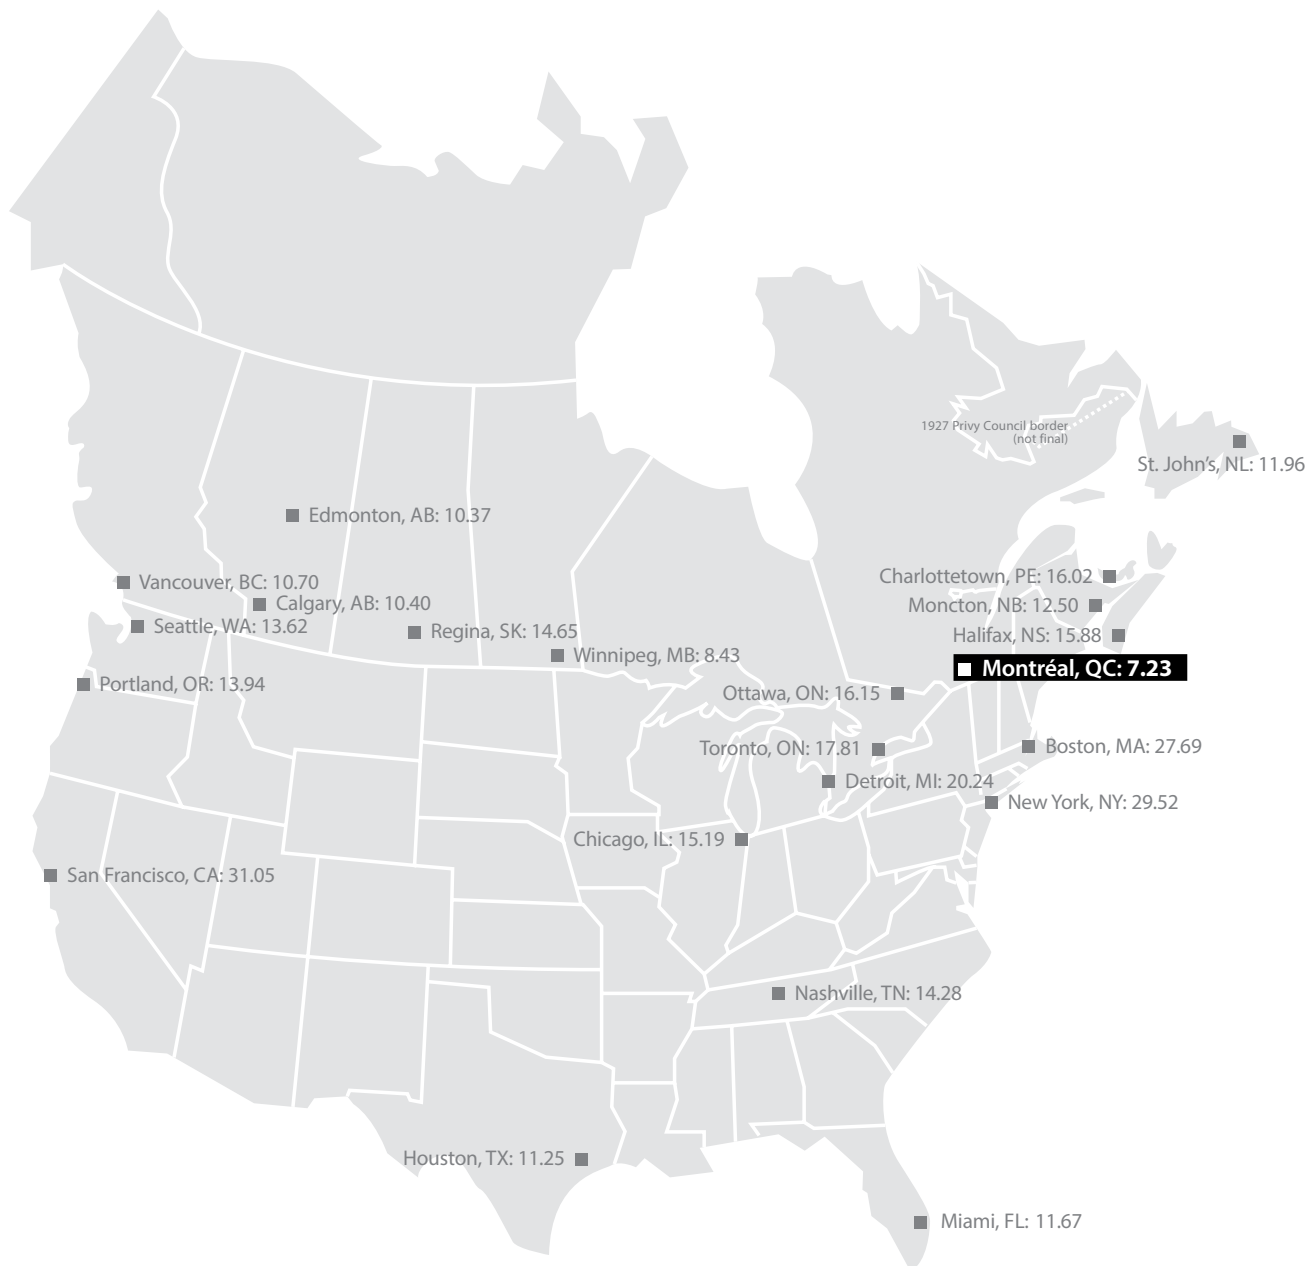 1927 Privy Council border
(not final)
St. John’s, NL: 11.96
Edmonton, AB: 10.37
Vancouver, BC: 10.70
Charlottetown, PE: 16.02
Calgary, AB: 10.40
Moncton, NB: 12.50
Seattle, WA: 13.62
Regina, SK: 14.65
Halifax, NS: 15.88
Winnipeg, MB: 8.43
Montréal, QC: 7.23
Portland, OR: 13.94
Ottawa, ON: 16.15
Toronto, ON: 17.81
Boston, MA: 27.69
Detroit, MI: 20.24
New York, NY: 29.52
Chicago, IL: 15.19
San Francisco, CA: 31.05
Nashville, TN: 14.28
Houston, TX: 11.25
Miami, FL: 11.67